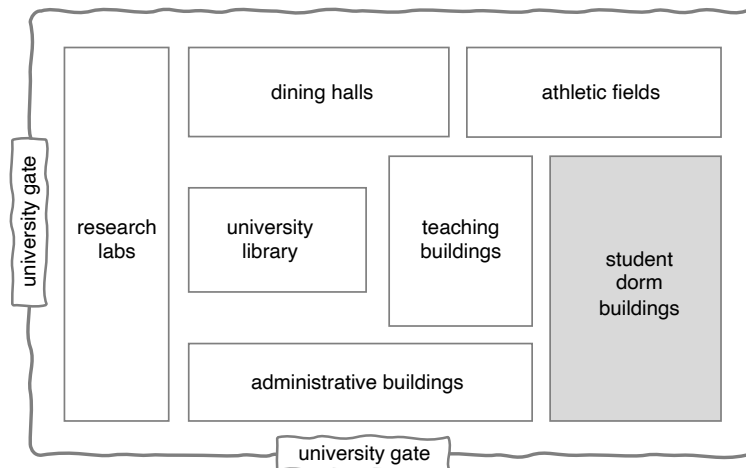 dining halls
athletic fields
university gate
research
labs
university
library
teaching
buildings
student
dorm
buildings
administrative buildings
university gate